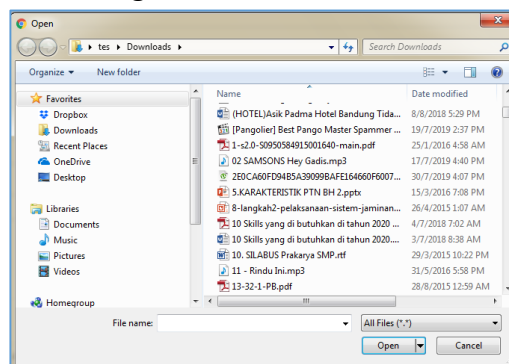 Open
tes Downloads
Search Downloads
Organize New folder
Favorites
Dropbox
Downloads
Recent Places
OneDrive
Desktop
Libraries
Documents
Music
Pictures
Videos
Homegroup
Name Date modified
(HOTEL)Asik Padma Hotel Bandung Tida... 8/8/2018 5:29 PM
[Pangolier] Best Pango Master Spammer ... 19/7/2019 2:37 PM
1-s2.0-S0950584915001640-main.pdf 25/1/2016 4:58 AM
02 SAMSONS Hey Gadis.mp3 17/7/2019 4:40 PM
2E0CA60FD94B5A39099BAFE164660F6007... 30/7/2019 4:07 PM
5.KARAKTERISTIK PTN BH 2.pptx 15/3/2016 7:08 PM
8-langkah2-pelaksanaan-sistem-jaminan... 26/4/2015 1:07 AM
10 Skills yang di butuhkan di tahun 2020 ... 4/7/2018 7:02 AM
10 Skills yang di butuhkan di tahun 2020.... 3/7/2018 8:38 AM
10. SILABUS Prakarya SMP.rtf 29/3/2015 10:22 PM
11 - Rindu Ini.mp3 31/5/2016 5:58 PM
13-32-1-PB.pdf 28/8/2015 12:59 AM
File name: All Files (*.*)
Open Cancel